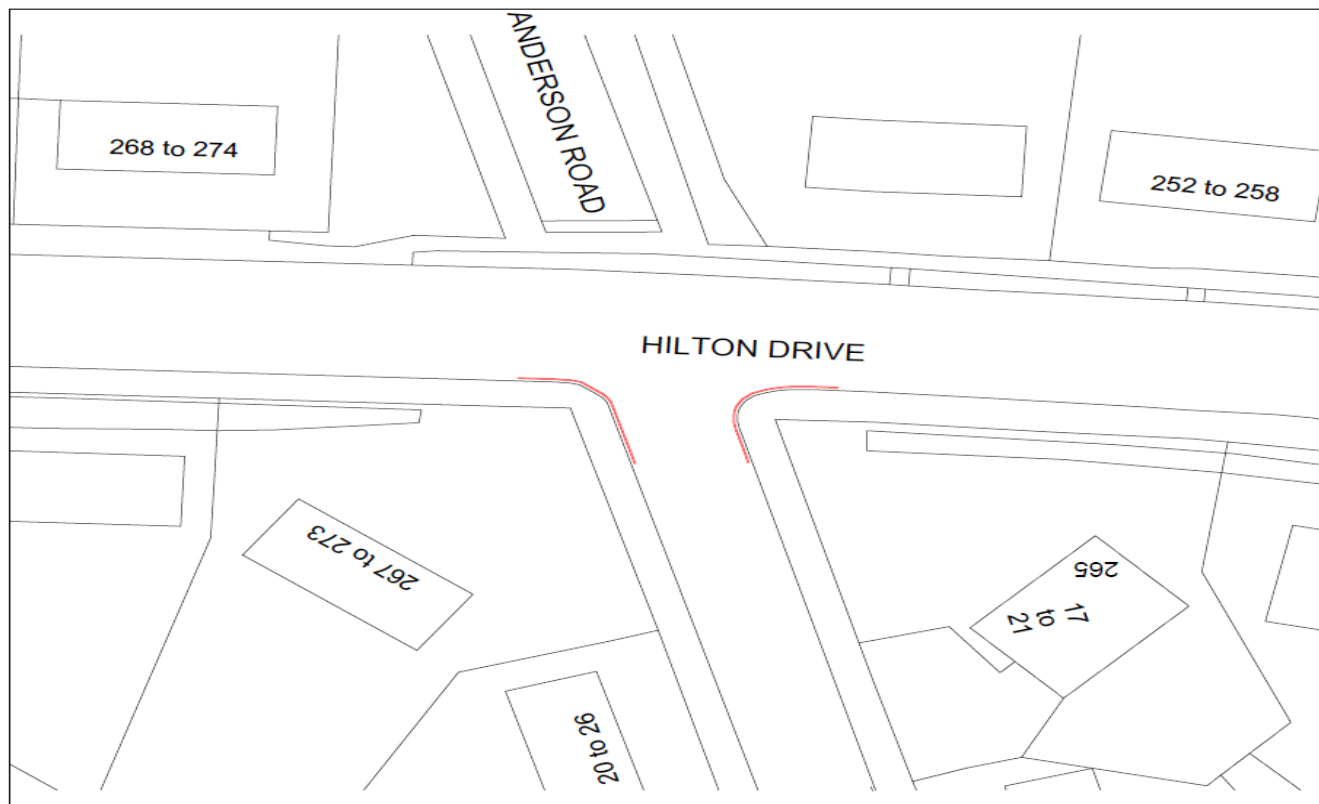 ANDERSON ROAD
268 to 274
252 to 258
HILTON DRIVE
267 to 273
265
17
to
21
20 to 26